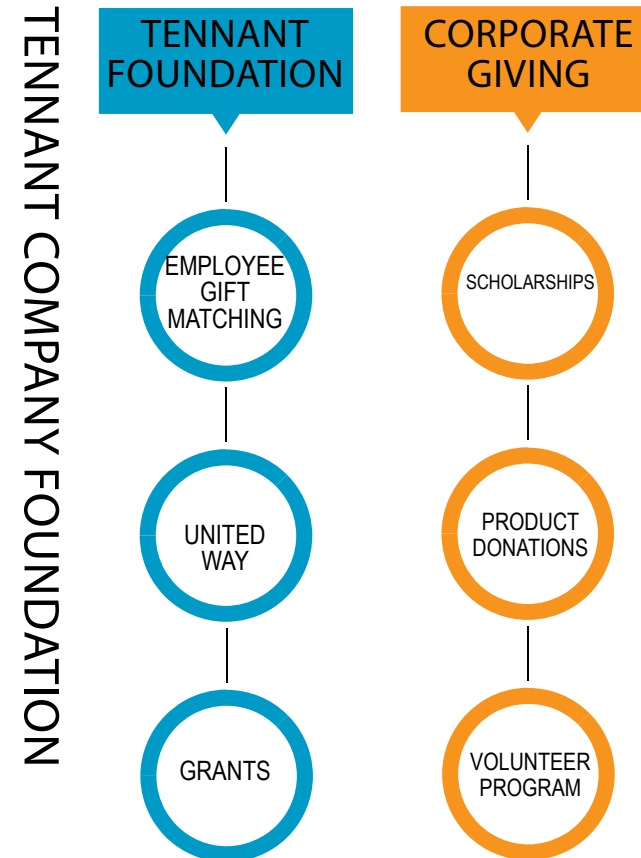 TENNANT COMPANY FOUNDATION
TENNANT
FOUNDATION
EMPLOYEE
GIFT
MATCHING
UNITED
WAY
GRANTS
CORPORATE
GIVING
SCHOLARSHIPS
PRODUCT
DONATIONS
VOLUNTEER
PROGRAM